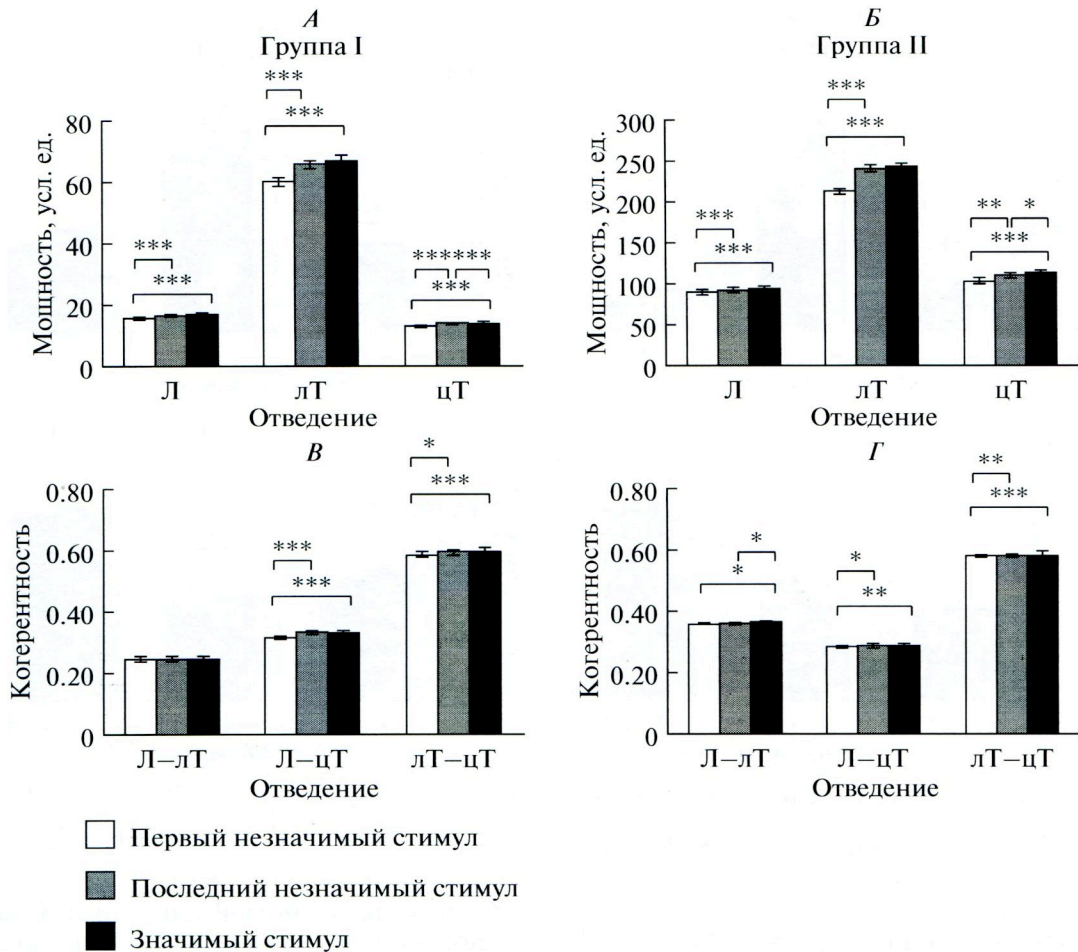 А
Группа I
***
***
80
60
40
20
0
Мощность, усл. ед.
***
***
******
***
Л
лТ
цТ
Отведение
Б
Группа II
***
***
300
250
200
150
100
50
0
Мощность, усл. ед.
***
***
** *
***
Л
лТ
цТ
Отведение
В
*
***
0.80
0.60
0.40
0.20
0
Когерентность
***
***
Л–лТ
Л–цТ
лТ–цТ
Отведение
Г
**
***
0.80
0.60
0.40
0.20
0
Когерентность
*
*
*
**
Л–лТ
Л–цТ
лТ–цТ
Отведение
Первый незначимый стимул
Последний незначимый стимул
Значимый стимул